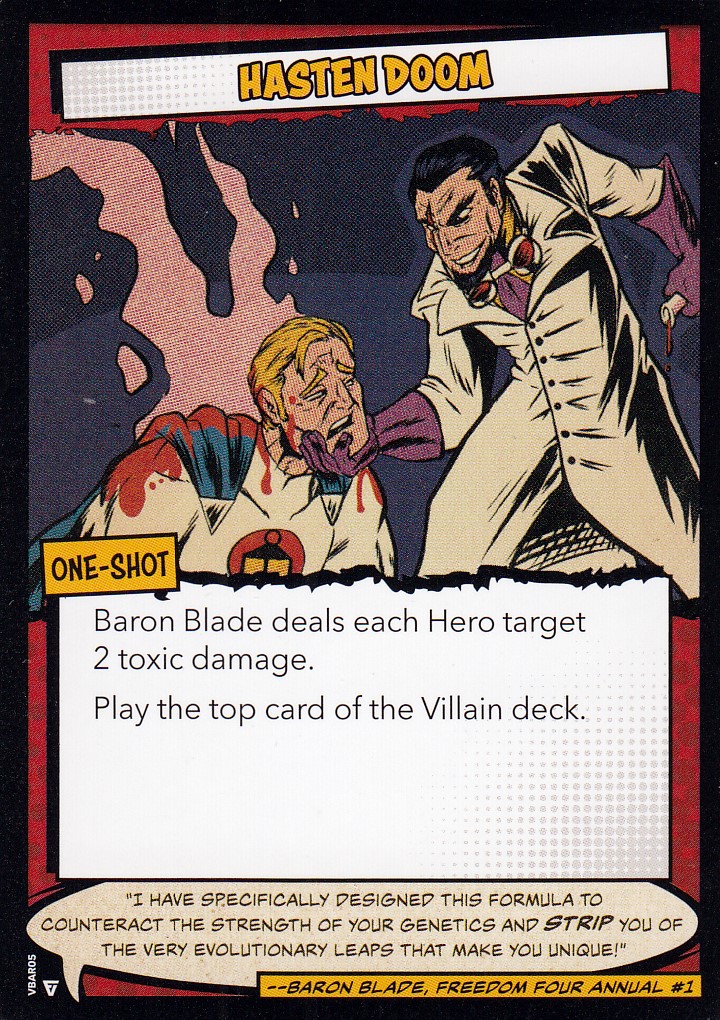 HASTEN DOOM
ONE-SHOT
Baron Blade deals each Hero target
2 toxic damage.
Play the top card of the Villain deck.
"I HAVE SPECIFICALLY DESIGNED THIS FORMULA TO
COUNTERACT THE STRENGTH OF YOUR GENETICS AND STRIP YOU OF
THE VERY EVOLUTIONARY LEAPS THAT MAKE YOU UNIQUE!"
--BARON BLADE, FREEDOM FOUR ANNUAL #1
VBAR05